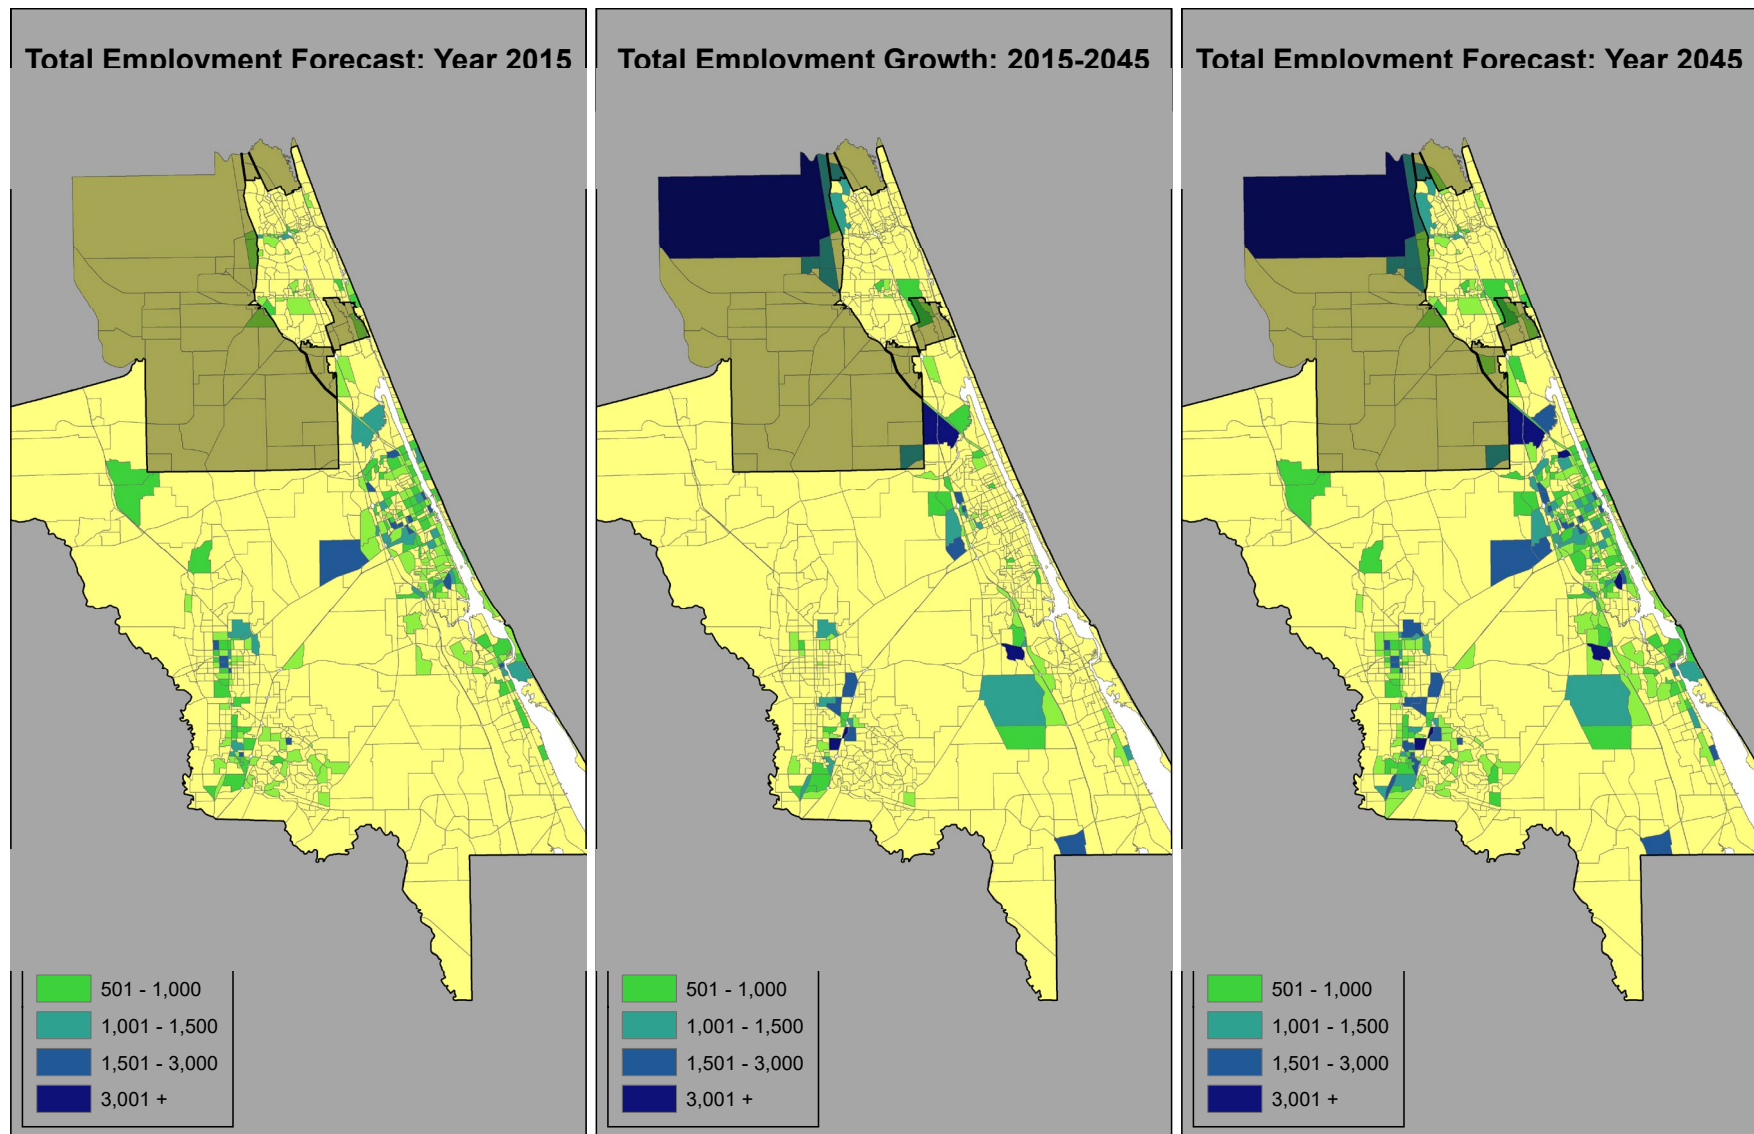 Total Employment Forecast: Year 2015
Total Employment Growth: 2015-2045
Total Employment Forecast: Year 2045
501 - 1,000
1,001 - 1,500
1,501 - 3,000
3,001 +
501 - 1,000
1,001 - 1,500
1,501 - 3,000
3,001 +
501 - 1,000
1,001 - 1,500
1,501 - 3,000
3,001 +